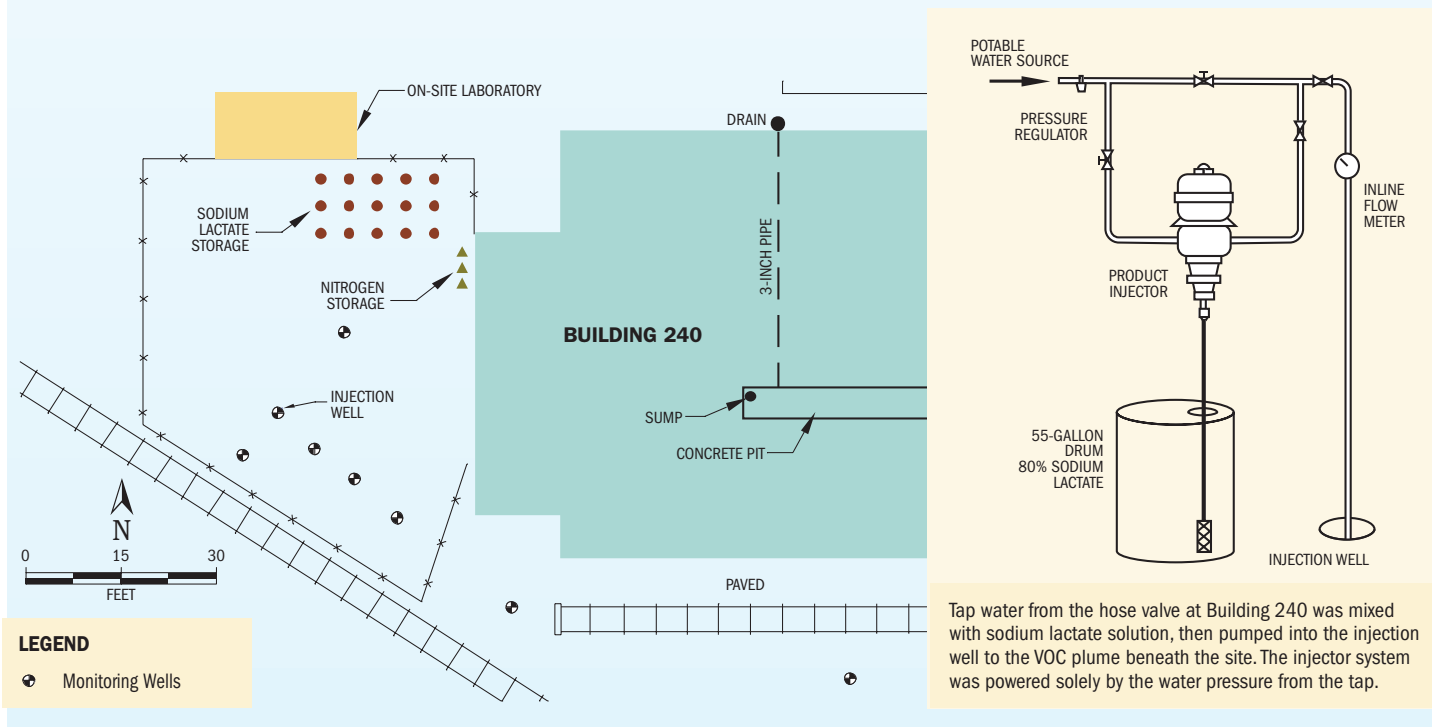 ON-SITE LABORATORY
DRAIN
SODIUM
LACTATE
STORAGE
NITROGEN
STORAGE
3-INCH PIPE
BUILDING 240
INJECTION
WELL
SUMP
CONCRETE PIT
N
0 15 30
FEET
PAVED
LEGEND
Monitoring Wells
POTABLE
WATER SOURCE
PRESSURE
REGULATOR
INLINE
FLOW
METER
PRODUCT
INJECTOR
55-GALLON
DRUM
80% SODIUM
LACTATE
INJECTION WELL
Tap water from the hose valve at Building 240 was mixed
with sodium lactate solution, then pumped into the injection
well to the VOC plume beneath the site. The injector system
was powered solely by the water pressure from the tap.